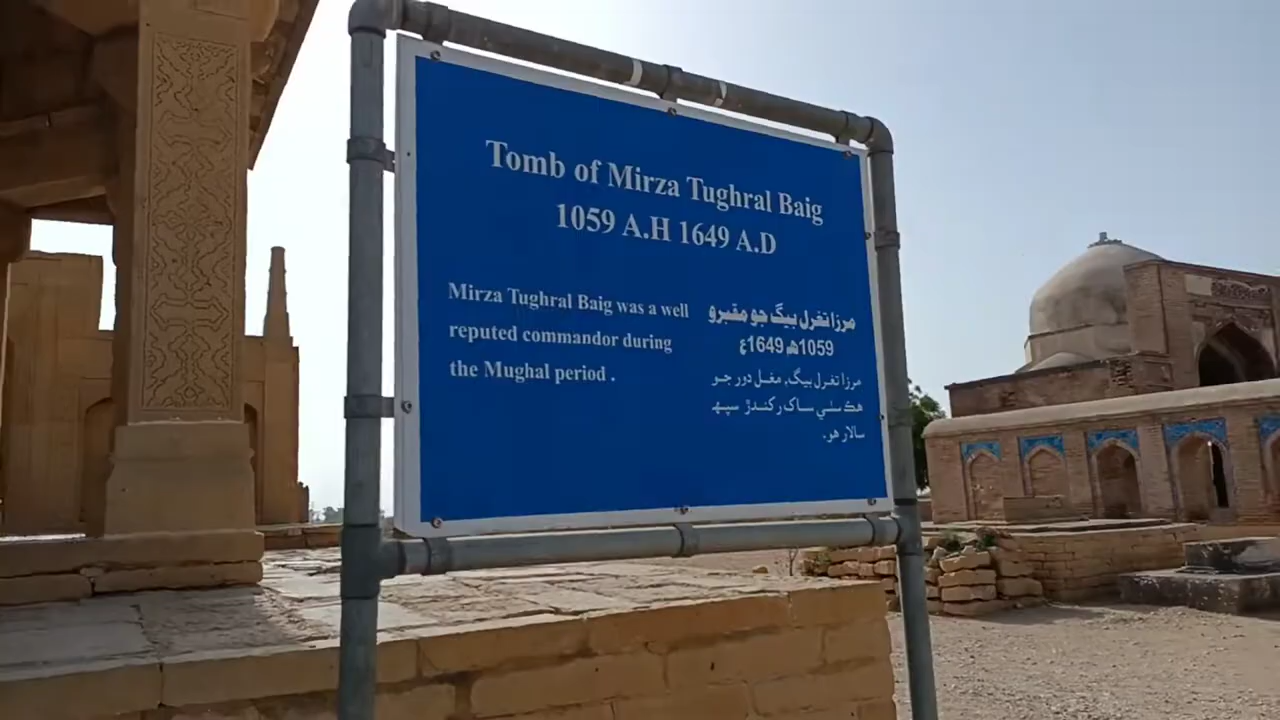 Tomb of Mirza Tughral Baig
1059 A.H 1649 A.D
Mirza Tughral Baig was a well
reputed commandor during
the Mughal period .
مرزا تغرل بيگ جو مقبرو
1059هه 1649ع
مرزا تغرل بيگ, مغل دور جو
هڪ سٺي ساک رکندڙ سپهه
سالار هو.